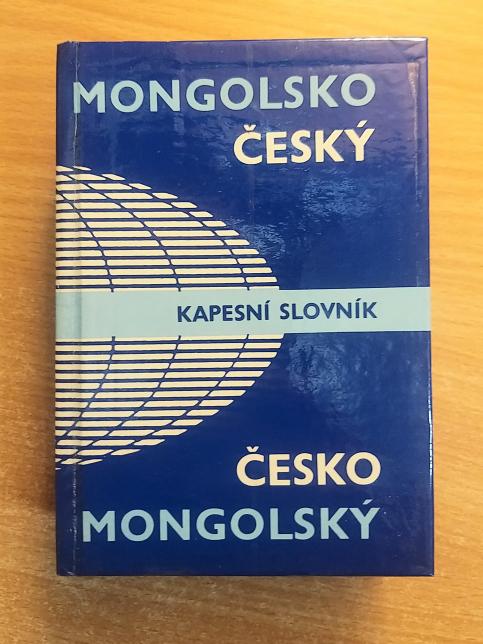 MONGOLSKO
ČESKÝ
KAPESNÍ SLOVNÍK
ČESKO
MONGOLSKÝ